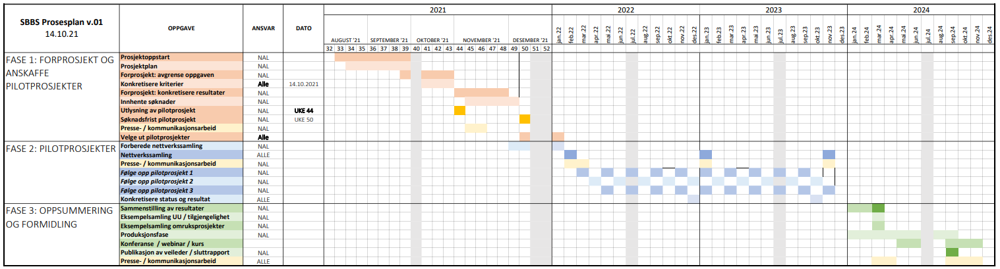 2021 2022 2023 2024
SBBS Prosesplan v.01
14.10.21
OPPGAVE ANSVAR DATO
AUGUST '21 SEPTEMBER '21 OKTOBER '21 NOVEMBER '21 DESEMBER '21
jan.22 feb.22 mar.22 apr.22 mai.22 jun.22 jul.22 aug.22 sep.22 okt.22 nov.22 des.22 jan.23 feb.23 mar.23 apr.23 mai.23 jun.23 jul.23 aug.23 sep.23 okt.23 nov.23 des.23 jan.24 feb.24 mar.24 apr.24 mai.24 jun.24 jul.24 aug.24 sep.24 okt.24 nov.24 des.24
32 33 34 35 36 37 38 39 40 41 42 43 44 45 46 47 48 49 50 51 52
FASE 1: FORPROSJEKT OG
ANSKAFFE
PILOTPROSJEKTER
Prosjektoppstart NAL
Prosjektplan NAL
Forprosjekt: avgrense oppgaven NAL
Konkretisere kriterier Alle 14.10.2021
Forprosjekt: konkretisere resultater NAL
Innhente søknader NAL
Utlysning av pilotprosjekt NAL UKE 44
Søknadsfrist pilotprosjekt NAL UKE 50
Presse- / kommunikasjonsarbeid NAL
Velge ut pilotprosjekter Alle
FASE 2: PILOTPROSJEKTER
Forberede nettverkssamling NAL
Nettverkssamling ALLE
Presse- / kommunikasjonsarbeid NAL
Følge opp pilotprosjekt 1 NAL
Følge opp pilotprosjekt 2 NAL
Følge opp pilotprosjekt 3 NAL
Konkretisere status og resultat ALLE
FASE 3: OPPSUMMERING
OG FORMIDLING
Sammenstilling av resultater NAL
Eksempelsamling UU / tilgjengelighet NAL
Eksempelsamling omruksprosjekter NAL
Produksjonsfase NAL
Konferanse / webinar / kurs
Publikasjon av veileder / sluttrapport NAL
Presse- / kommunikasjonsarbeid ALLE